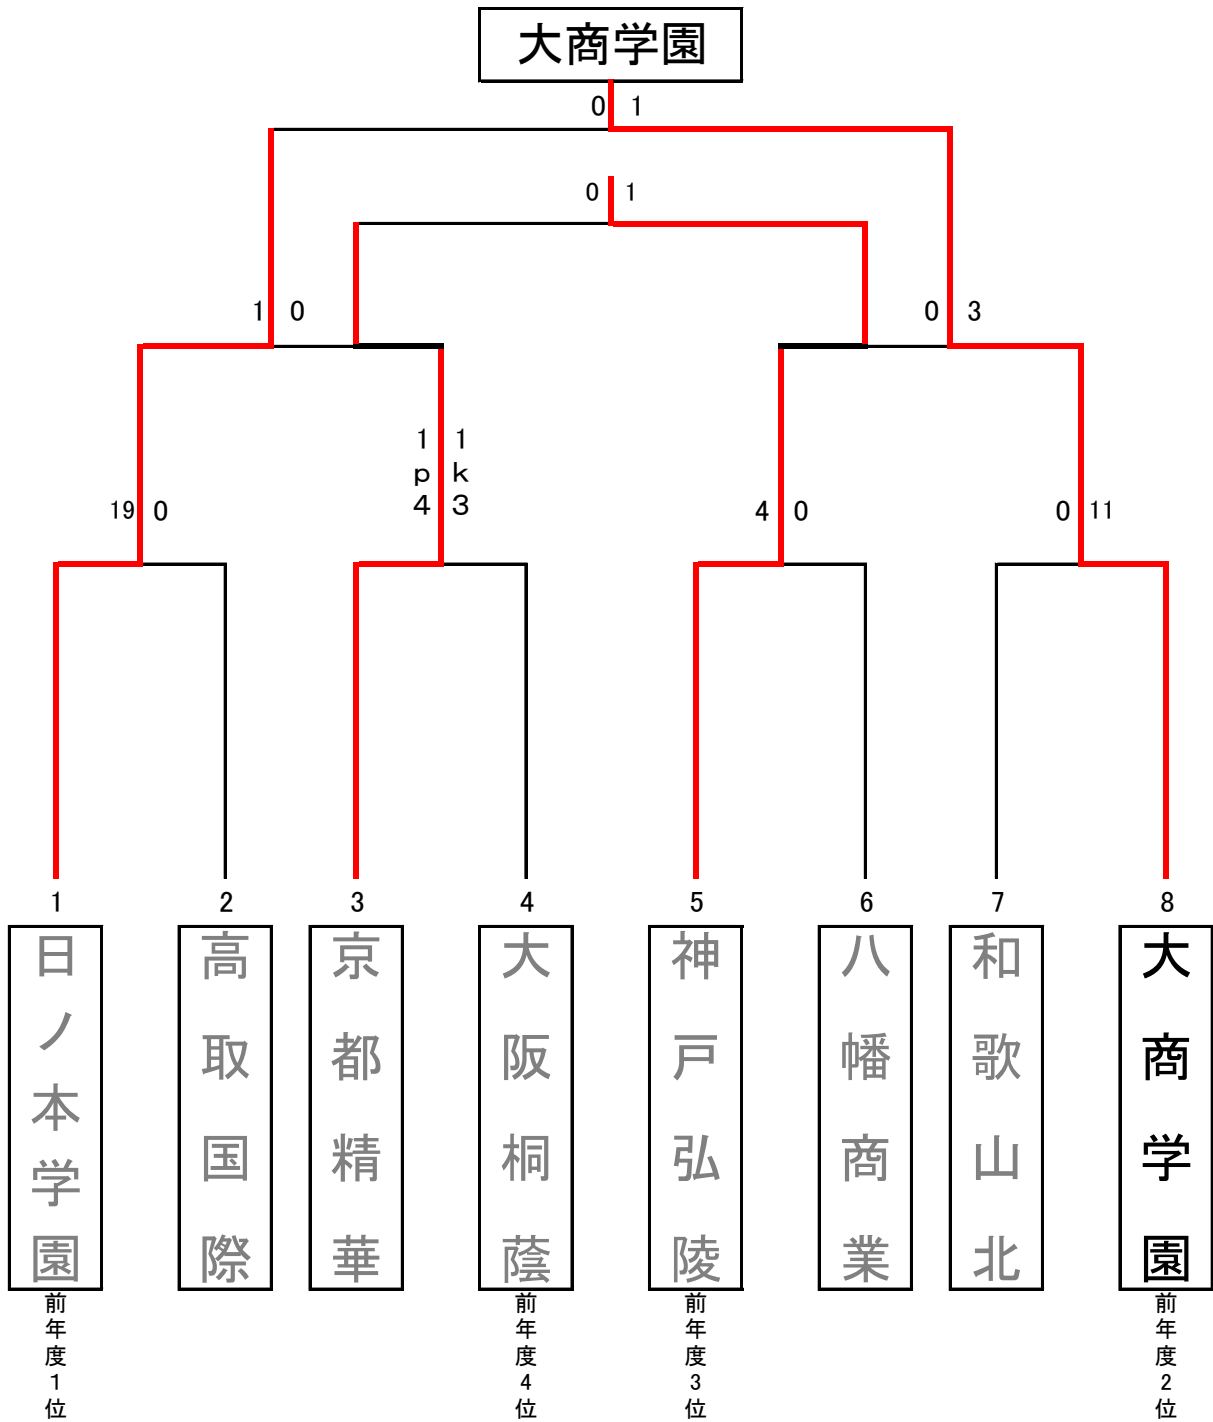 大商学園
0 1
0 1
1 0
0 3
1 1
p k
4 3
19 0
4 0
0 11
1 2 3 4 5 6 7 8
日ノ本学園
高取国際
京都精華
大阪桐蔭
神戸弘陵
八幡商業
和歌山北
大商学園
前年度1位
前年度4位
前年度3位
前年度2位